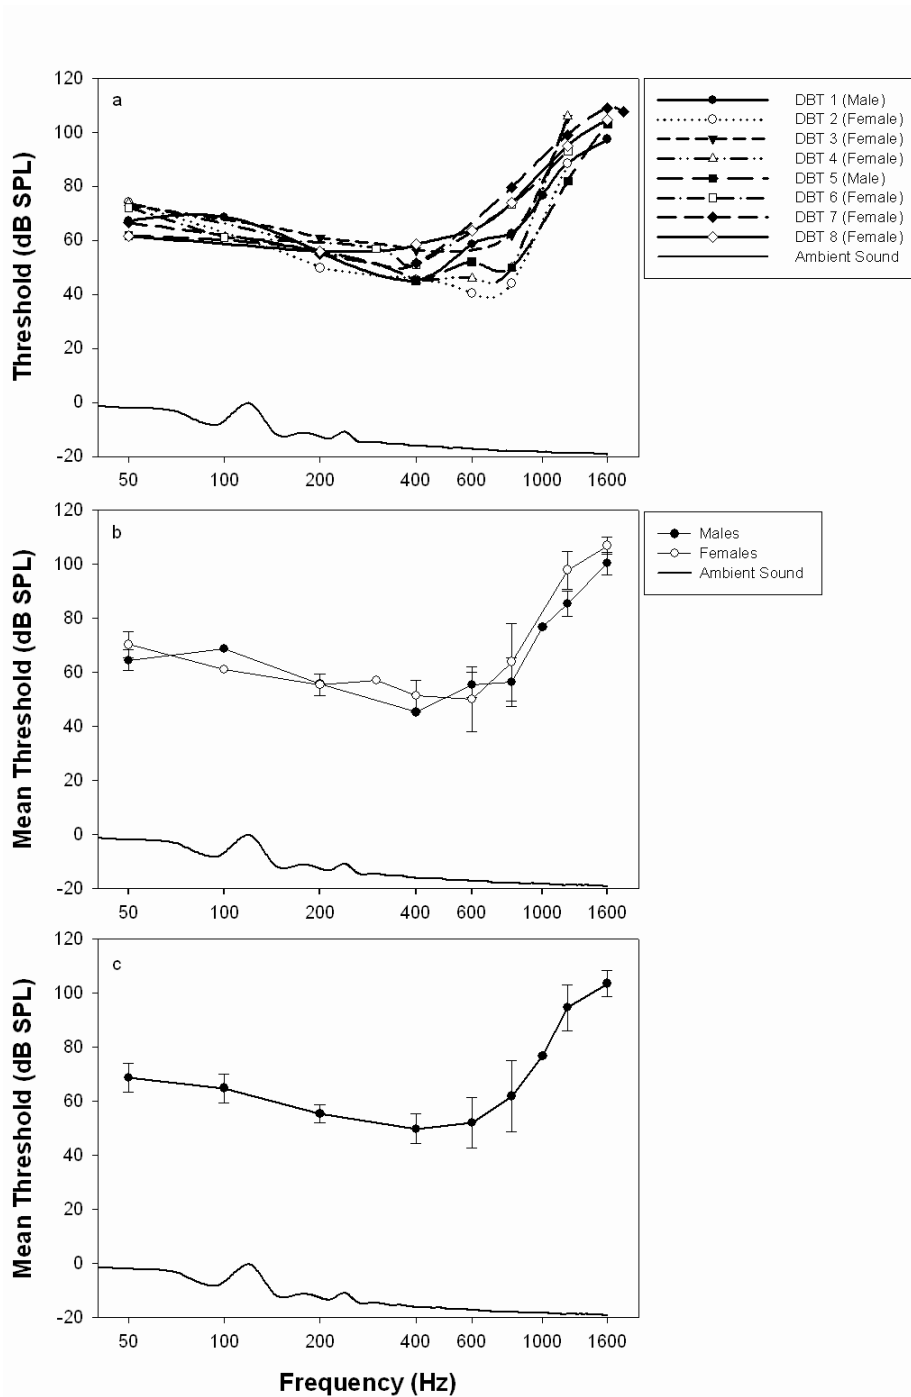 a
120
100
80
60
40
20
0
-20
Threshold (dB SPL)
50 100 200 400 600 1000 1600
DBT 1 (Male)
DBT 2 (Female)
DBT 3 (Female)
DBT 4 (Female)
DBT 5 (Male)
DBT 6 (Female)
DBT 7 (Female)
DBT 8 (Female)
Ambient Sound
b
120
100
80
60
40
20
0
-20
Mean Threshold (dB SPL)
50 100 200 400 600 1000 1600
Males
Females
Ambient Sound
c
120
100
80
60
40
20
0
-20
Mean Threshold (dB SPL)
50 100 200 400 600 1000 1600
Frequency (Hz)